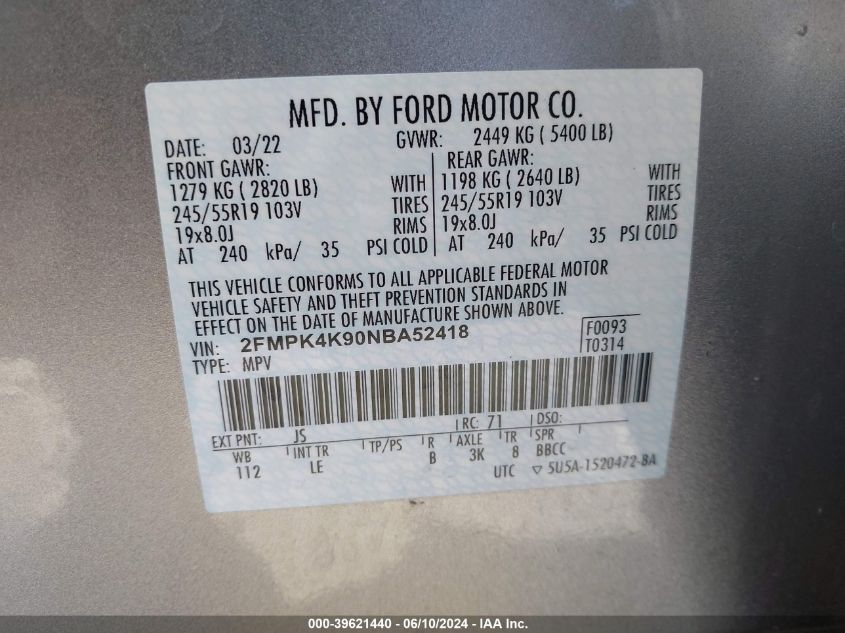 MFD. BY FORD MOTOR CO.
DATE: 03/22 GVWR: 2449 KG ( 5400 LB)
FRONT GAWR: REAR GAWR:
1279 KG ( 2820 LB) WITH 1198 KG ( 2640 LB) WITH
245/55R19 103V TIRES 245/55R19 103V TIRES
19x8.0J RIMS 19x8.0J RIMS
AT 240 kPa/ 35 PSI COLD AT 240 kPa/ 35 PSI COLD
THIS VEHICLE CONFORMS TO ALL APPLICABLE FEDERAL MOTOR
VEHICLE SAFETY AND THEFT PREVENTION STANDARDS IN
EFFECT ON THE DATE OF MANUFACTURE SHOWN ABOVE.
VIN: 2FMPK4K90NBA52418 F0093
TYPE: MPV T0314
EXT PNT: JS RC: 71 DSO:
WB INT TR TP/PS R AXLE TR SPR
112 LE B 3K 8 BBCC
UTC ▽ 5U5A-1520472-BA
000-39621440 - 06/10/2024 - IAA Inc.